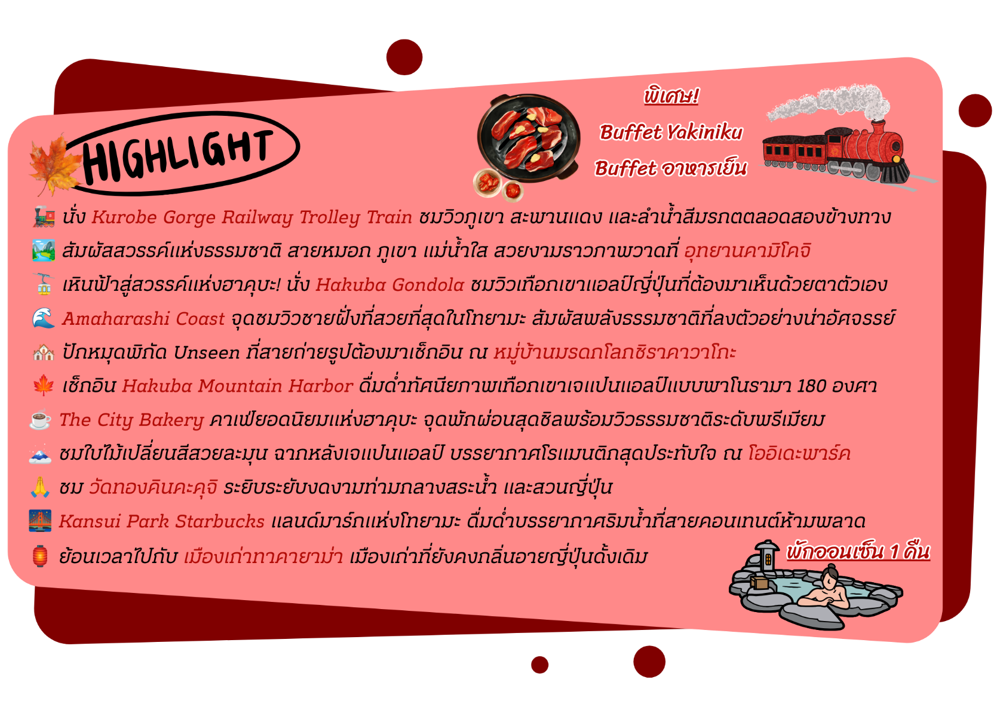 HIGHLIGHT
พิเศษ!
Buffet Yakiniku
Buffet อาหารเย็น
นั่ง Kurobe Gorge Railway Trolley Train ชมวิวภูเขา สะพานแดง และลำน้ำสีมรกตตลอดสองข้างทาง
สัมผัสสวรรค์แห่งธรรมชาติ สายหมอก ภูเขา แม่น้ำใส สวยงามราวภาพวาดที่ อุทยานคามิโคจิ
เหินฟ้าสู่สวรรค์แห่งฮาคุบะ! นั่ง Hakuba Gondola ชมวิวเทือกเขาแอลป์ญี่ปุ่นที่ต้องมาเห็นด้วยตาตัวเอง
Amaharashi Coast จุดชมวิวชายฝั่งที่สวยที่สุดในโทยามะ สัมผัสพลังธรรมชาติที่ลงตัวอย่างน่าอัศจรรย์
ปักหมุดพิกัด Unseen ที่สายถ่ายรูปต้องมาเช็กอิน ณ หมู่บ้านมรดกโลกชิราคาวาโกะ
เช็กอิน Hakuba Mountain Harbor ดื่มด่ำทัศนียภาพเทือกเขาเจแปนแอลป์แบบพาโนรามา 180 องศา
The City Bakery คาเฟ่ยอดนิยมแห่งฮาคุบะ จุดพักผ่อนสุดชิลพร้อมวิวธรรมชาติระดับพรีเมียม
ชมใบไม้เปลี่ยนสีสวยละมุน ฉากหลังเจแปนแอลป์ บรรยากาศโรแมนติกสุดประทับใจ ณ โออิเดะพาร์ค
ชม วัดทองคินคะคุจิ ระยิบระยับงดงามท่ามกลางสระน้ำ และสวนญี่ปุ่น
Kansui Park Starbucks แลนด์มาร์กแห่งโทยามะ ดื่มด่ำบรรยากาศริมน้ำที่สายคอนเทนต์ห้ามพลาด
ย้อนเวลาไปกับ เมืองเก่าทาคายาม่า เมืองเก่าที่ยังคงกลิ่นอายญี่ปุ่นดั้งเดิม
พักออนเซ็น 1 คืน